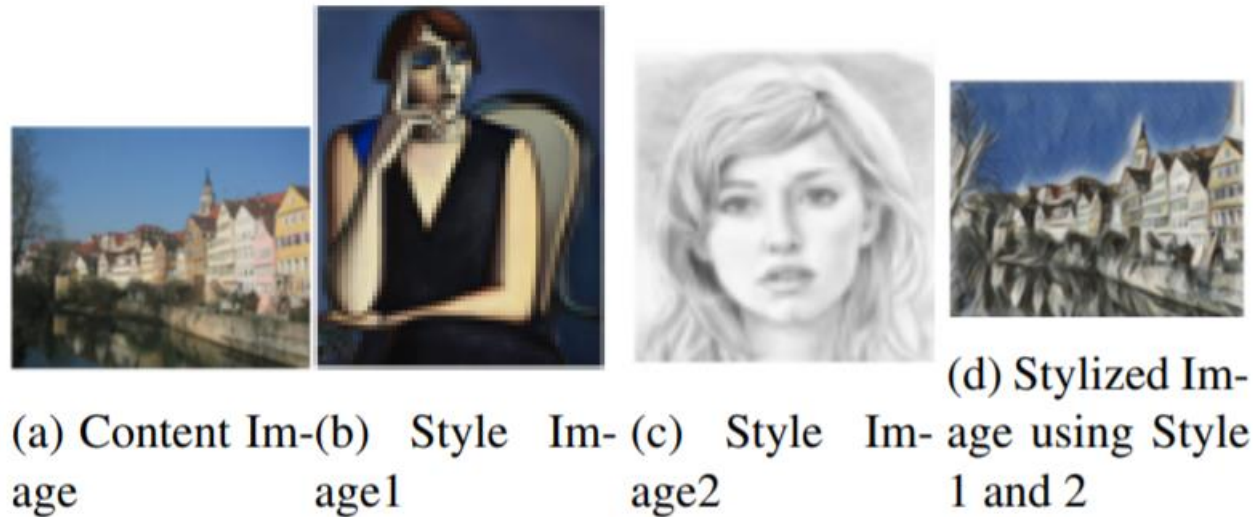 (a) Content Im-
age
(b) Style Im-
age1
(c) Style Im-
age2
(d) Stylized Im-
age using Style
1 and 2